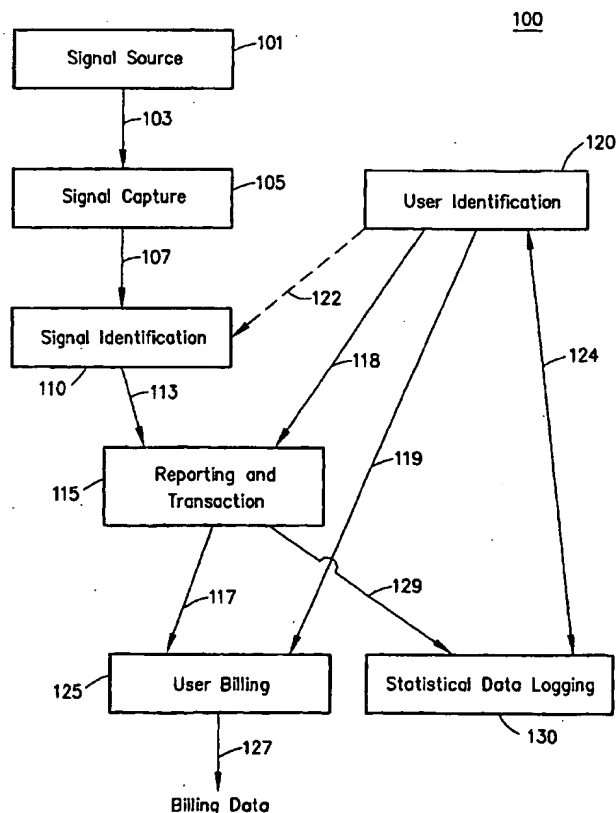 100
Signal Source
101
103
Signal Capture
105
120
User Identification
107
122
Signal Identification
110
113
118
124
119
Reporting and
Transaction
115
117
129
User Billing
125
Statistical Data Logging
130
127
Billing Data